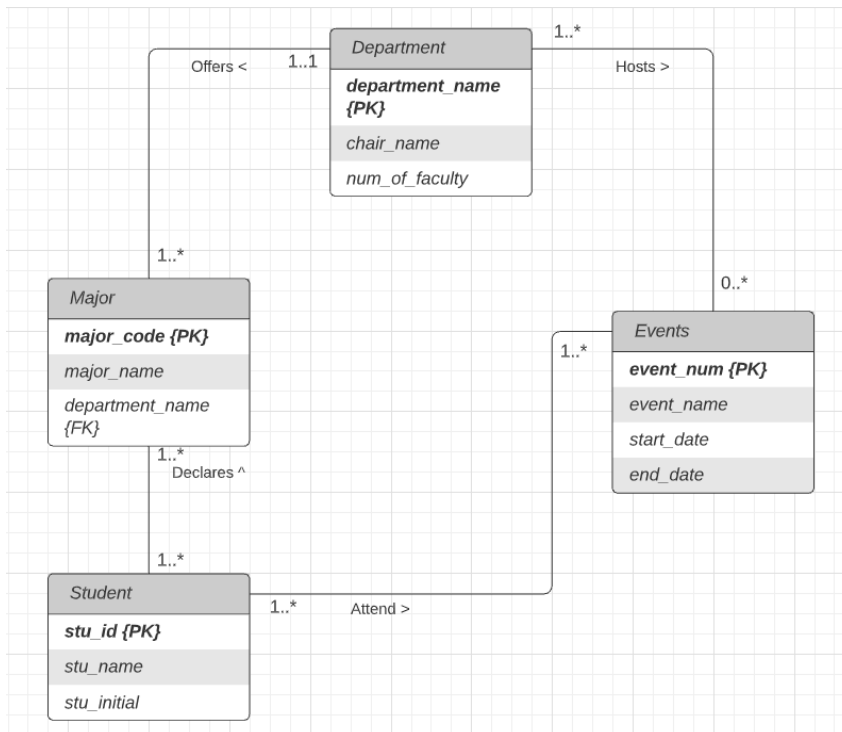 Department
1..*
Offers <
1..1
Hosts >
department_name
{PK}
chair_name
num_of_faculty
1..*
0..*
Major
major_code {PK}
major_name
department_name
{FK}
Events
1..*
event_num {PK}
event_name
start_date
end_date
1..*
Declares ^
1..*
Student
1..*
Attend >
stu_id {PK}
stu_name
stu_initial